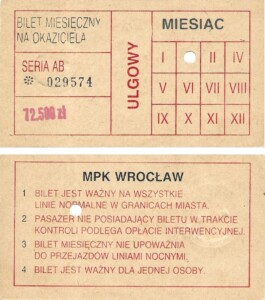 BILET MIESIĘCZNY
NA OKAZICIELA
SERIA AB
* 029574
72.500 zł
ULGOWY
MIESIĄC
I II IV
V VI VII VIII
IX X XI XII
MPK WROCŁAW
1 BILET JEST WAŻNY NA WSZYSTKIE
LINIE NORMALNE W GRANICACH MIASTA.
2 PASAŻER NIE POSIADAJĄCY BILETU W TRAKCIE
KONTROLI PODLEGA OPŁACIE INTERWENCYJNEJ.
3 BILET MIESIĘCZNY NIE UPOWAŻNIA
DO PRZEJAZDÓW LINIAMI NOCNYMI.
4 BILET JEST WAŻNY DLA JEDNEJ OSOBY.